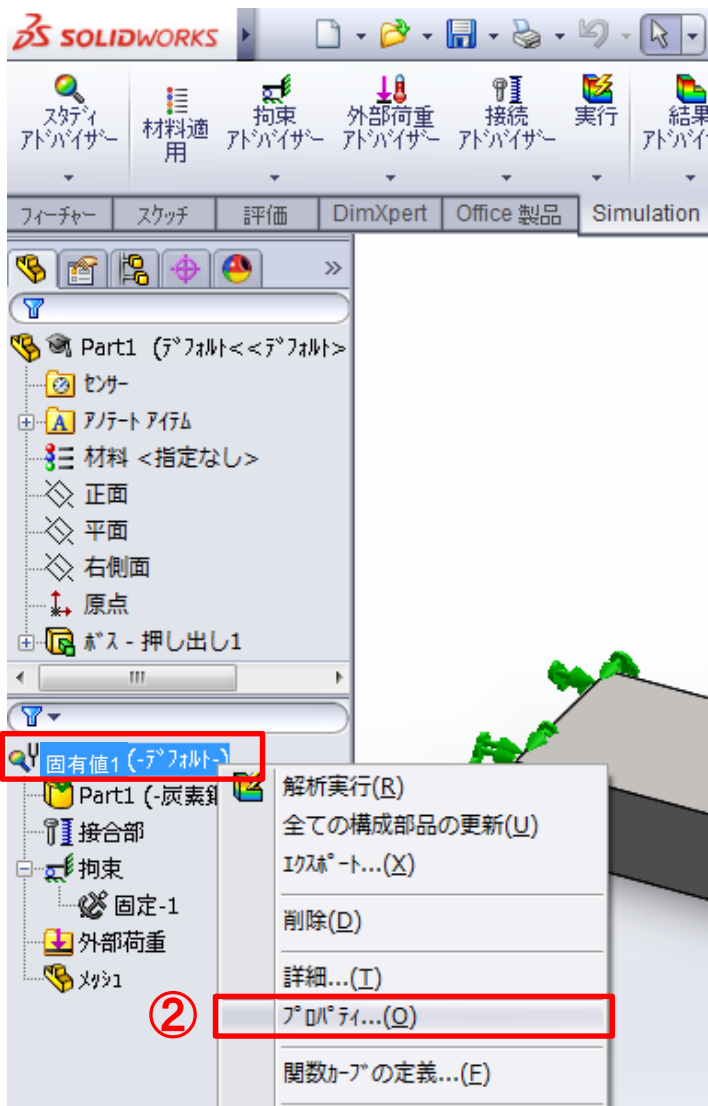 SOLIDWORKS
スタディ アドバイザー
材料適用
拘束 アドバイザー
外部荷重 アドバイザー
接続 アドバイザー
実行
結果
フィーチャー スケッチ 評価 DimXpert Office 製品 Simulation
Part1 (デフォルト<<デフォルト>
センサー
アノテート アイテム
材料 <指定なし>
正面
平面
右側面
原点
ボス - 押し出し1
固有値1 (-デフォルト-)
Part1 (-炭素
接合部
拘束
固定-1
外部荷重
メッシュ
解析実行(R)
全ての構成部品の更新(U)
エクスポート...(X)
削除(D)
詳細...(T)
② プロパティ...(O)
関数カーブの定義...(F)